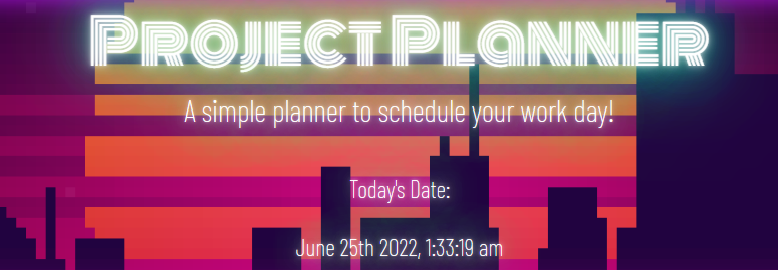 Project Planner
A simple planner to schedule your work day!
Today's Date:
June 25th 2022, 1:33:19 am